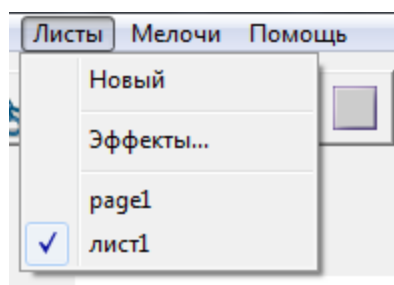 Листы Мелочи Помощь
Новый
Эффекты...
page1
лист1